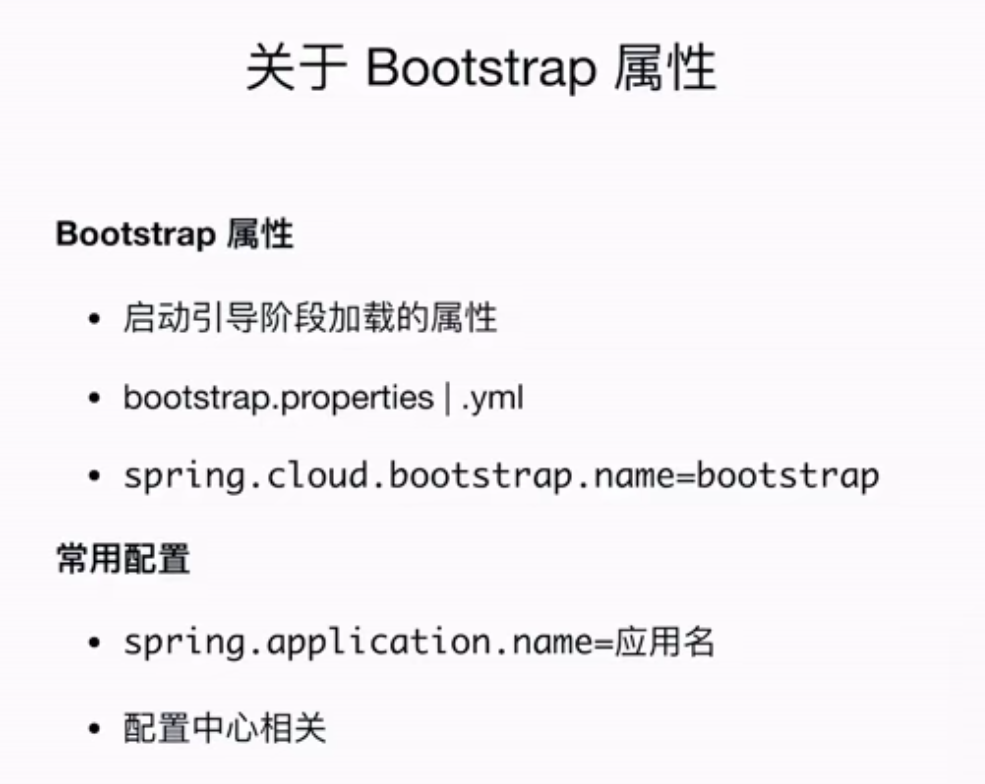 关于 Bootstrap 属性
Bootstrap 属性
• 启动引导阶段加载的属性
• bootstrap.properties | .yml
• spring.cloud.bootstrap.name=bootstrap
常用配置
• spring.application.name=应用名
• 配置中心相关